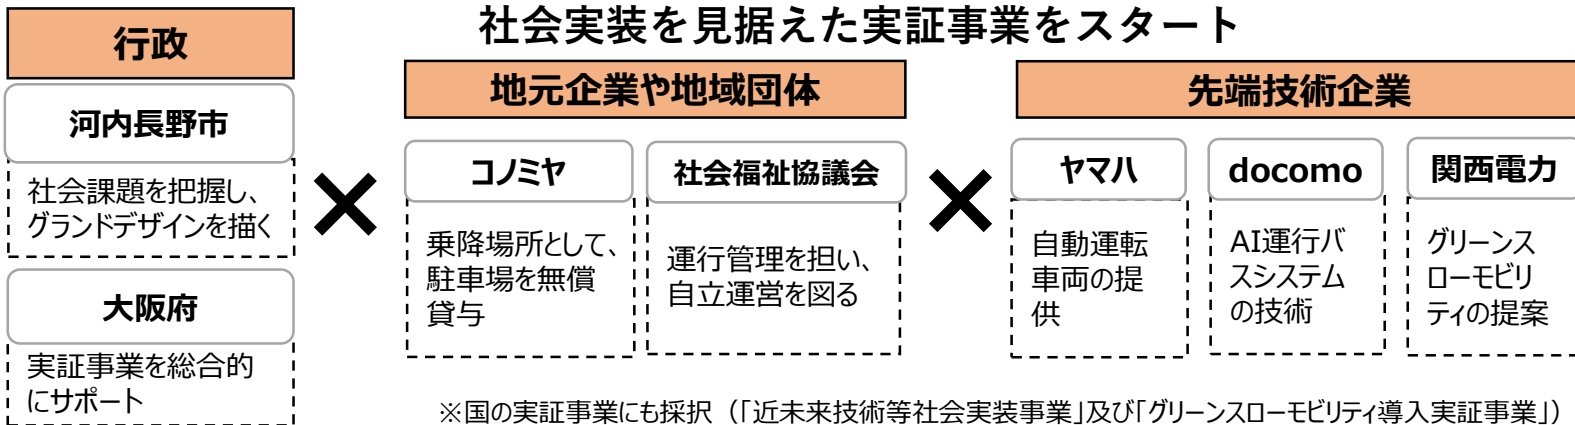 社会実装を見据えた実証事業をスタート
行政
河内長野市
社会課題を把握し、
グランドデザインを描く
大阪府
実証事業を総合的
にサポート
×
地元企業や地域団体
コノミヤ
乗降場所として、
駐車場を無償
貸与
社会福祉協議会
運行管理を担い、
自立運営を図る
×
先端技術企業
ヤマハ
自動運転
車両の提
供
docomo
AI運行バ
スシステム
の技術
関西電力
グリーンス
ローモビリ
ティの提案
※国の実証事業にも採択（「近未来技術等社会実装事業」及び「グリーンスローモビリティ導入実証事業」）